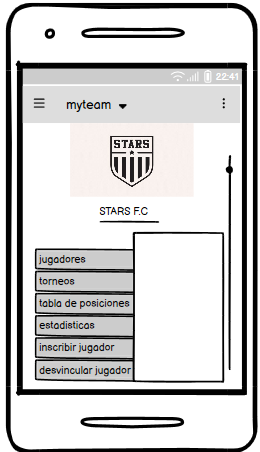 22:41
myteam
STARS
STARS F.C
jugadores
torneos
tabla de posiciones
estadisticas
inscribir jugador
desvincular jugador